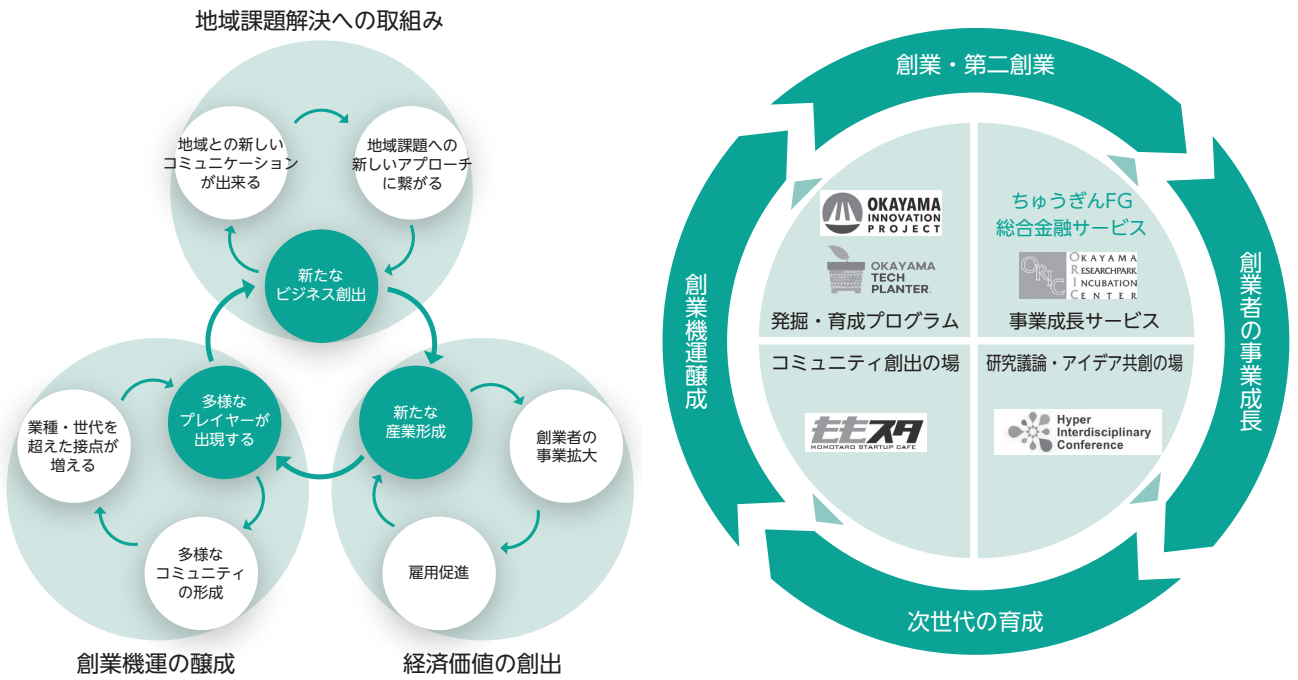 地域課題解決への取組み
地域との新しい
コミュニケーション
が出来る
地域課題への
新しいアプローチ
に繋がる
新たな
ビジネス創出
業種・世代を
超えた接点が
増える
多様な
プレイヤーが
出現する
多様な
コミュニティ
の形成
新たな
産業形成
創業者の
事業拡大
雇用促進
創業機運の醸成
経済価値の創出
創業・第二創業
創業者の事業成長
次世代の育成
創業機運醸成
OKAYAMA
INNOVATION
PROJECT
OKAYAMA
TECH
PLANTER.
発掘・育成プログラム
ちゅうぎんFG
総合金融サービス
ORIC
OKAYAMA
RESEARCHPARK
INCUBATION
CENTER
事業成長サービス
コミュニティ創出の場
ももスタ
MOMOTARO STARTUP CAFE
研究議論・アイデア共創の場
Hyper
Interdisciplinary
Conference